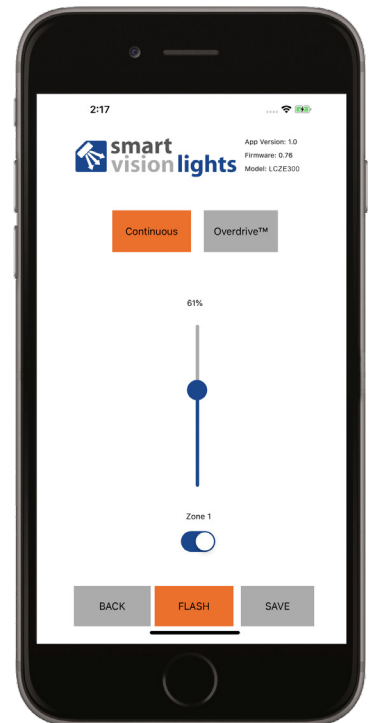 2:17
smart
vision lights
App Version: 1.0
Firmware: 0.76
Model: LCZE300
Continuous
Overdrive™
61%
Zone 1
BACK
FLASH
SAVE